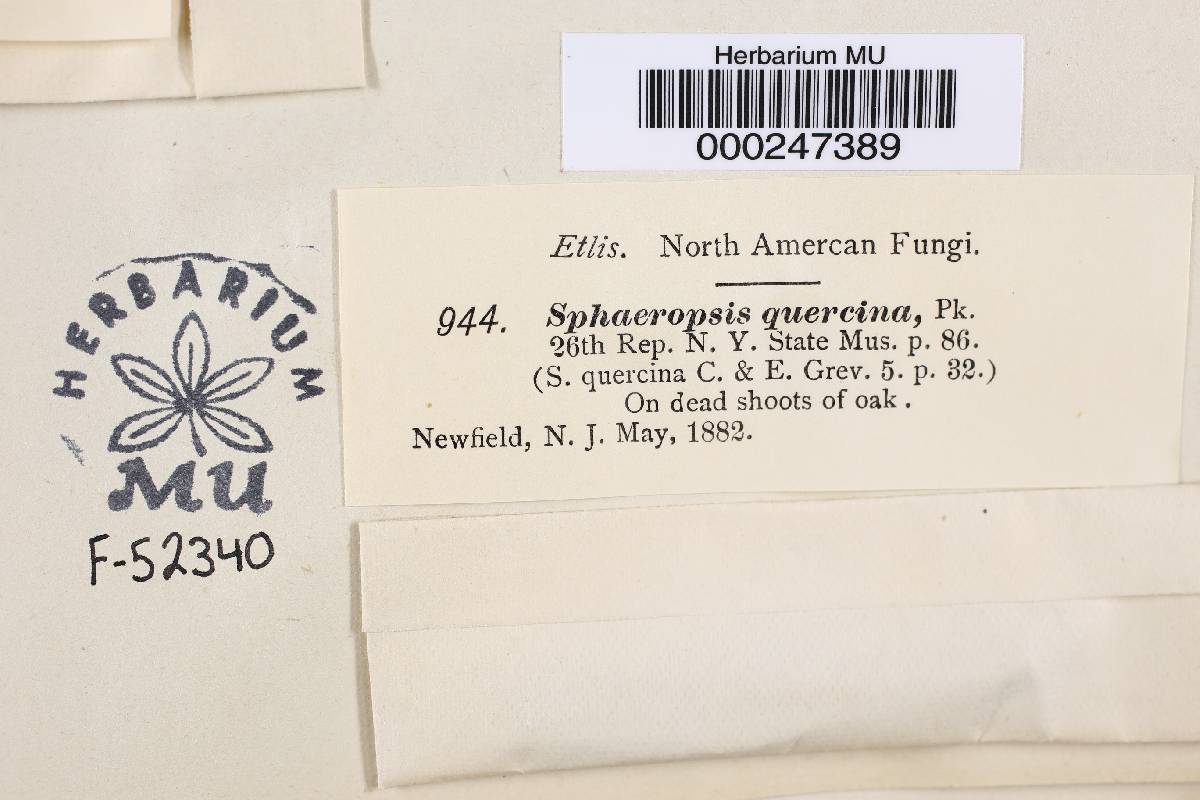 Herbarium MU
000247389
Etlis. North Amercan Fungi.
944. Sphaeropsis quercina, Pk.
26th Rep. N. Y. State Mus. p. 86.
(S. quercina C. & E. Grev. 5. p. 32.)
On dead shoots of oak.
Newfield, N. J. May, 1882.
HERBARIUM
MU
F-52340